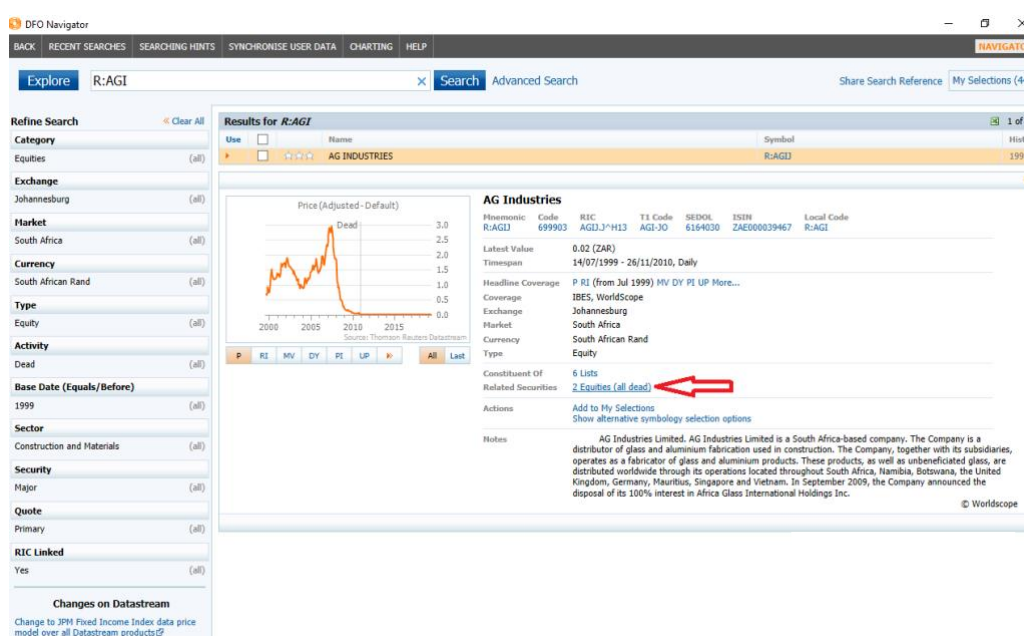 DFO Navigator
BACK RECENT SEARCHES SEARCHING HINTS SYNCHRONISE USER DATA CHARTING HELP NAVIGATO
Explore R:AGI Search Advanced Search Share Search Reference My Selections (4
Refine Search « Clear All
Category
Equities (all)
Exchange
Johannesburg (all)
Market
South Africa (all)
Currency
South African Rand (all)
Type
Equity (all)
Activity
Dead (all)
Base Date (Equals/Before)
1999 (all)
Sector
Construction and Materials (all)
Security
Major (all)
Quote
Primary (all)
RIC Linked
Yes (all)
Changes on Datastream
Change to JPM Fixed Income Index data price
model over all Datastream products
Results for R:AGI 1 of
Use Name Symbol Hist
AG INDUSTRIES R:AGIJ 199
Price (Adjusted - Default)
Dead
3.0
2.5
2.0
1.5
1.0
0.5
0.0
2000 2005 2010 2015
Source: Thomson Reuters Datastream
P RI MV DY PI UP » All Last
AG Industries
Mnemonic Code RIC T1 Code SEDOL ISIN Local Code
R:AGIJ 699903 AGIJ.J^H13 AGI-JO 6164030 ZAE000039467 R:AGI
Latest Value 0.02 (ZAR)
Timespan 14/07/1999 - 26/11/2010, Daily
Headline Coverage P RI (from Jul 1999) MV DY PI UP More...
Coverage IBES, WorldScope
Exchange Johannesburg
Market South Africa
Currency South African Rand
Type Equity
Constituent Of 6 Lists
Related Securities 2 Equities (all dead)
Actions Add to My Selections
Show alternative symbology selection options
Notes AG Industries Limited. AG Industries Limited is a South Africa-based company. The Company is a
distributor of glass and aluminium fabrication used in construction. The Company, together with its subsidiaries,
operates as a fabricator of glass and aluminium products. These products, as well as unbeneficiated glass, are
distributed worldwide through its operations located throughout South Africa, Namibia, Botswana, the United
Kingdom, Germany, Mauritius, Singapore and Vietnam. In September 2009, the Company announced the
disposal of its 100% interest in Africa Glass International Holdings Inc.
© Worldscope